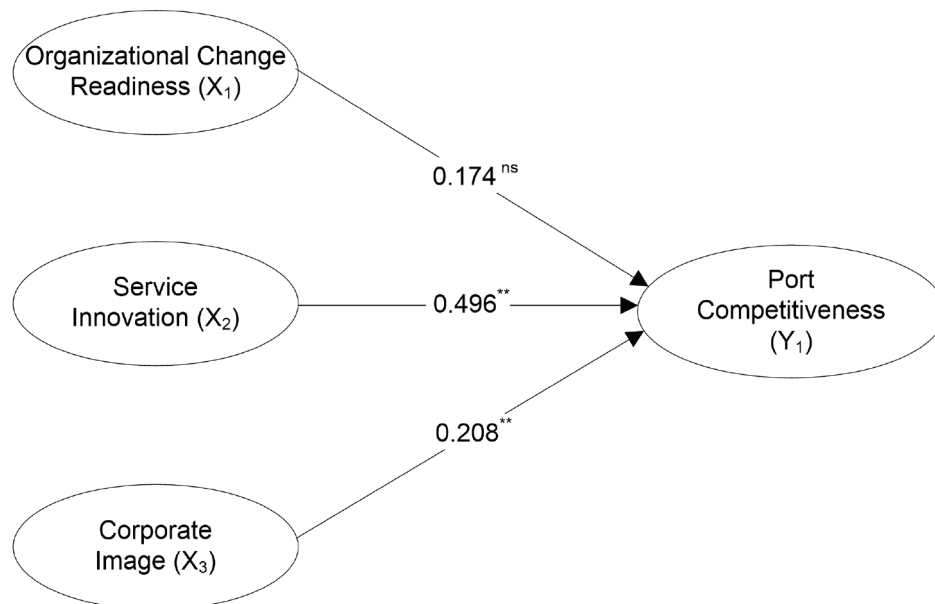 Organizational Change
Readiness (X₁)
0.174 ns
Service
Innovation (X₂)
0.496**
Port
Competitiveness
(Y₁)
0.208**
Corporate
Image (X₃)